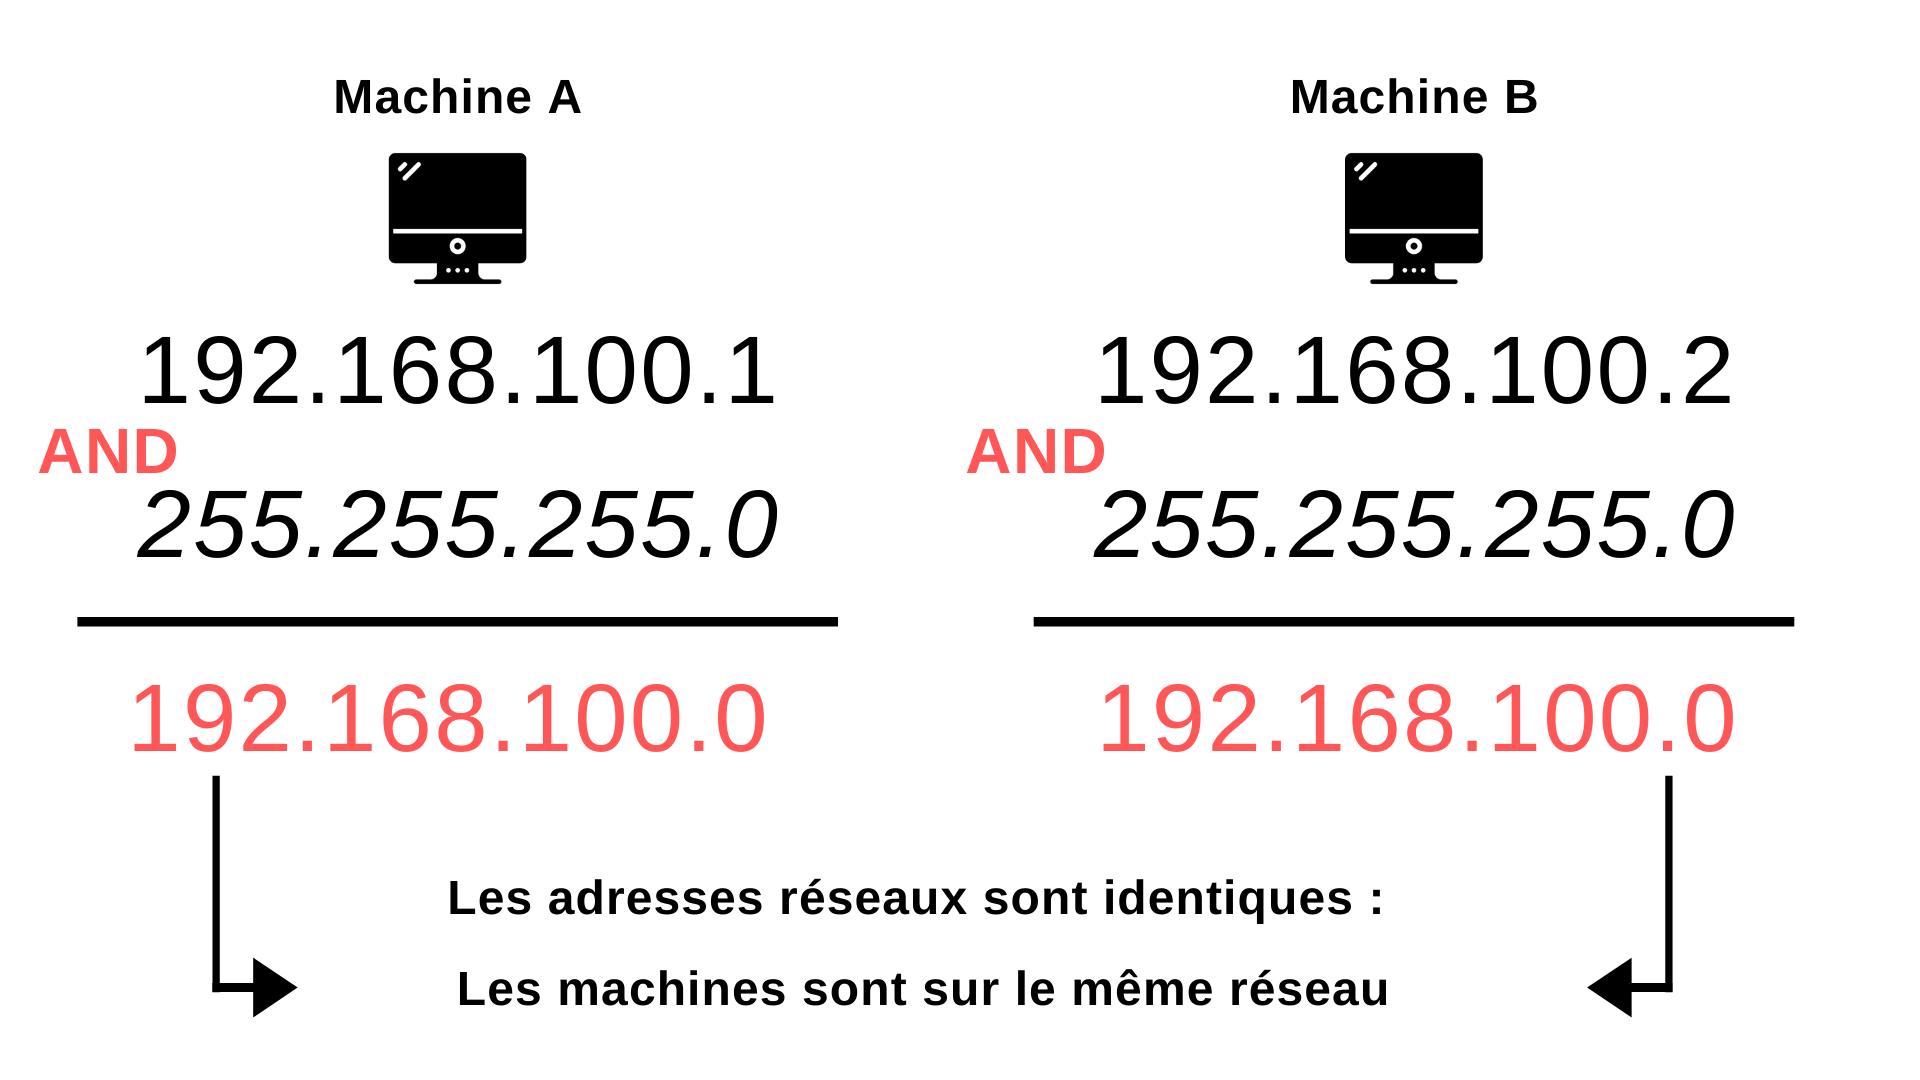 Machine A
Machine B
192.168.100.1
192.168.100.2
AND
AND
255.255.255.0
255.255.255.0
192.168.100.0
192.168.100.0
Les adresses réseaux sont identiques :
Les machines sont sur le même réseau